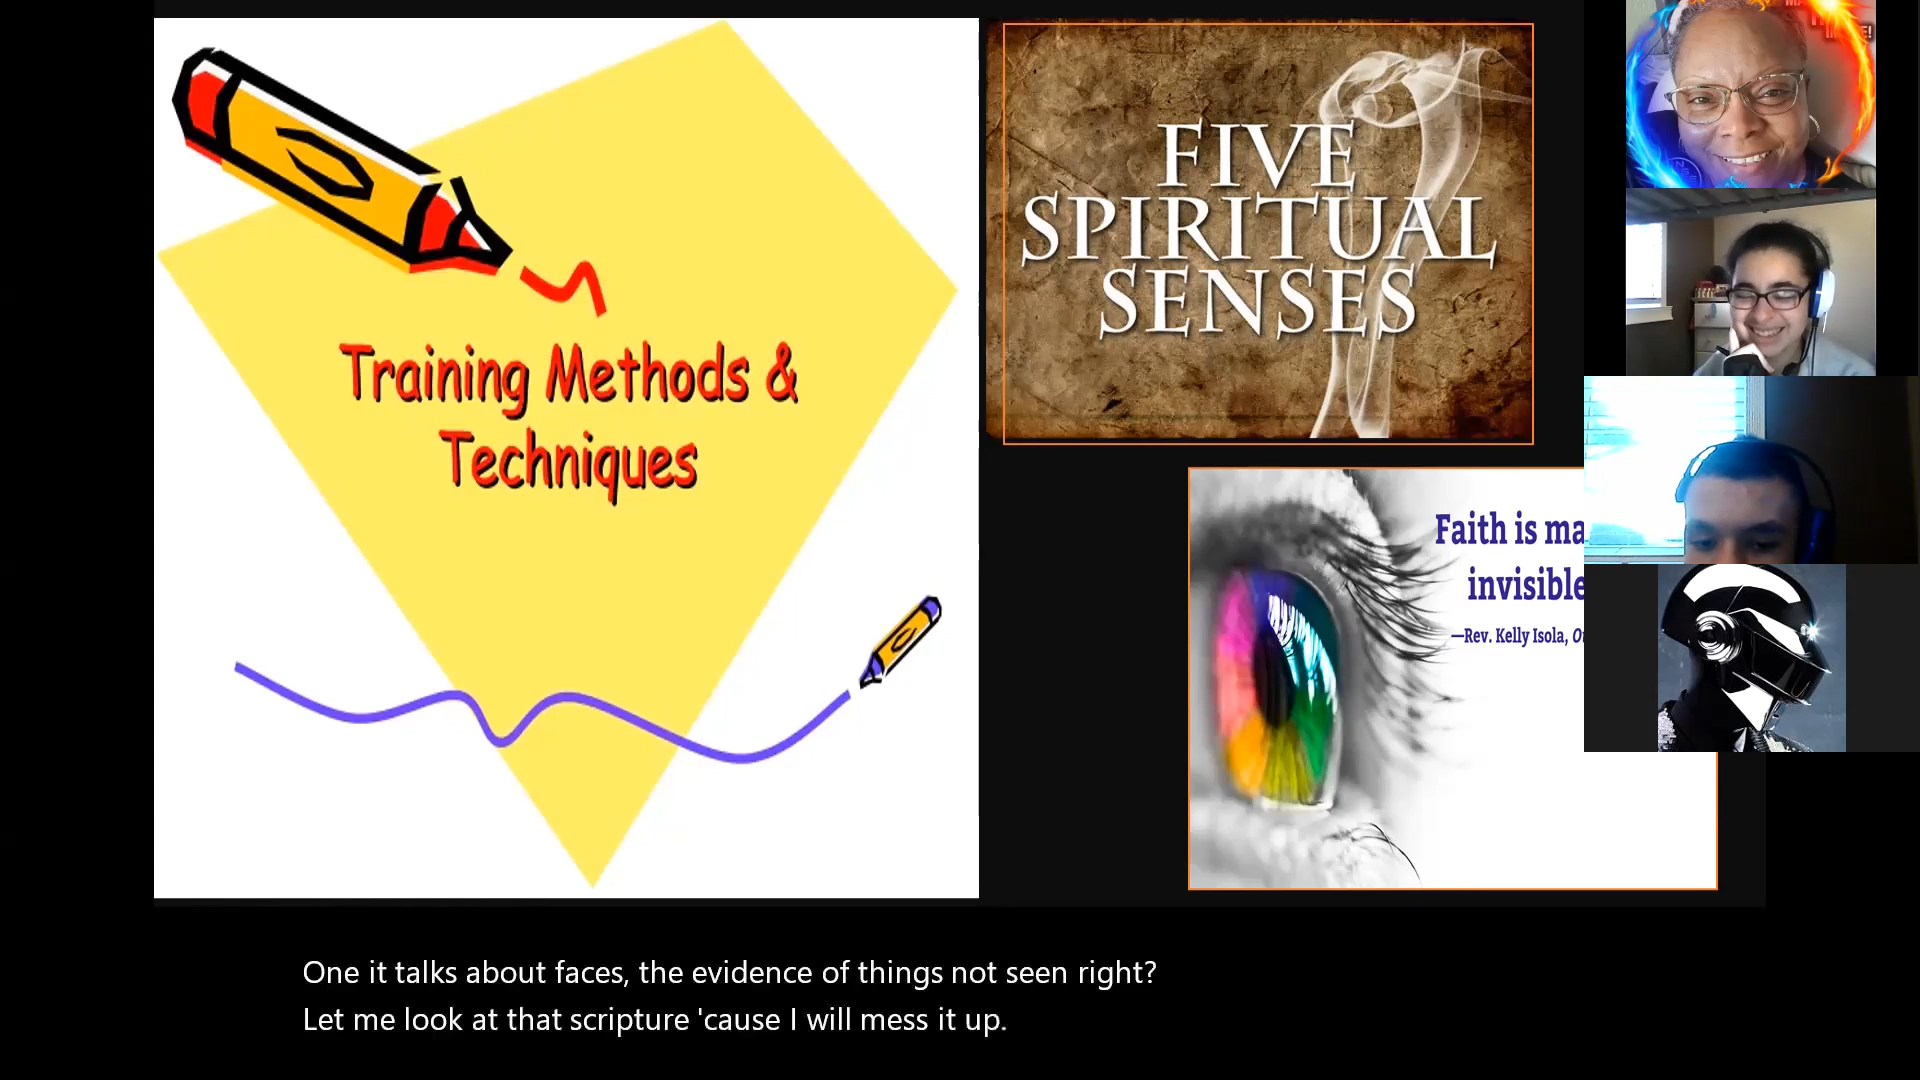 Training Methods &
Techniques
FIVE
SPIRITUAL
SENSES
Faith is
invisible
—Rev. Kelly Isola,
One it talks about faces, the evidence of things not seen right?
Let me look at that scripture 'cause I will mess it up.